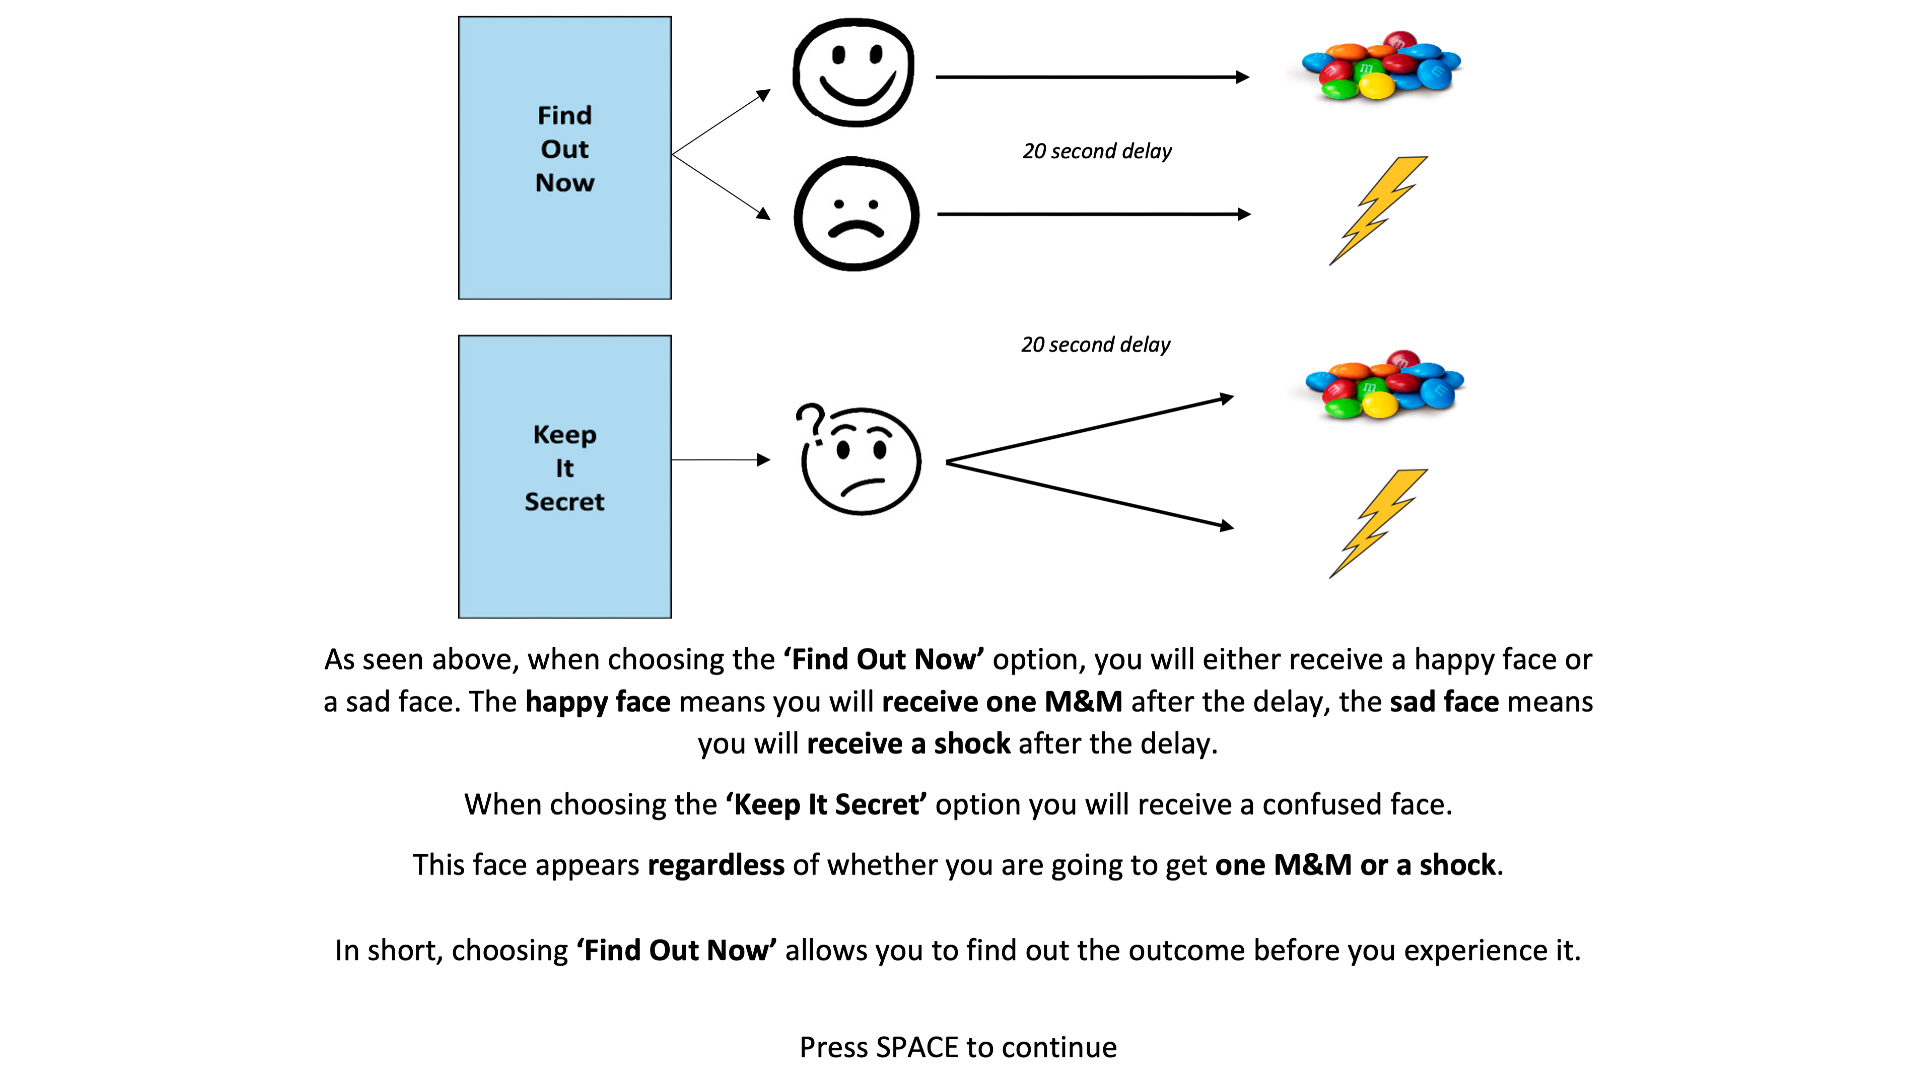 Find
Out
Now
20 second delay
20 second delay
Keep
It
Secret
?
As seen above, when choosing the ‘Find Out Now’ option, you will either receive a happy face or
a sad face. The happy face means you will receive one M&M after the delay, the sad face means
you will receive a shock after the delay.
When choosing the ‘Keep It Secret’ option you will receive a confused face.
This face appears regardless of whether you are going to get one M&M or a shock.
In short, choosing ‘Find Out Now’ allows you to find out the outcome before you experience it.
Press SPACE to continue